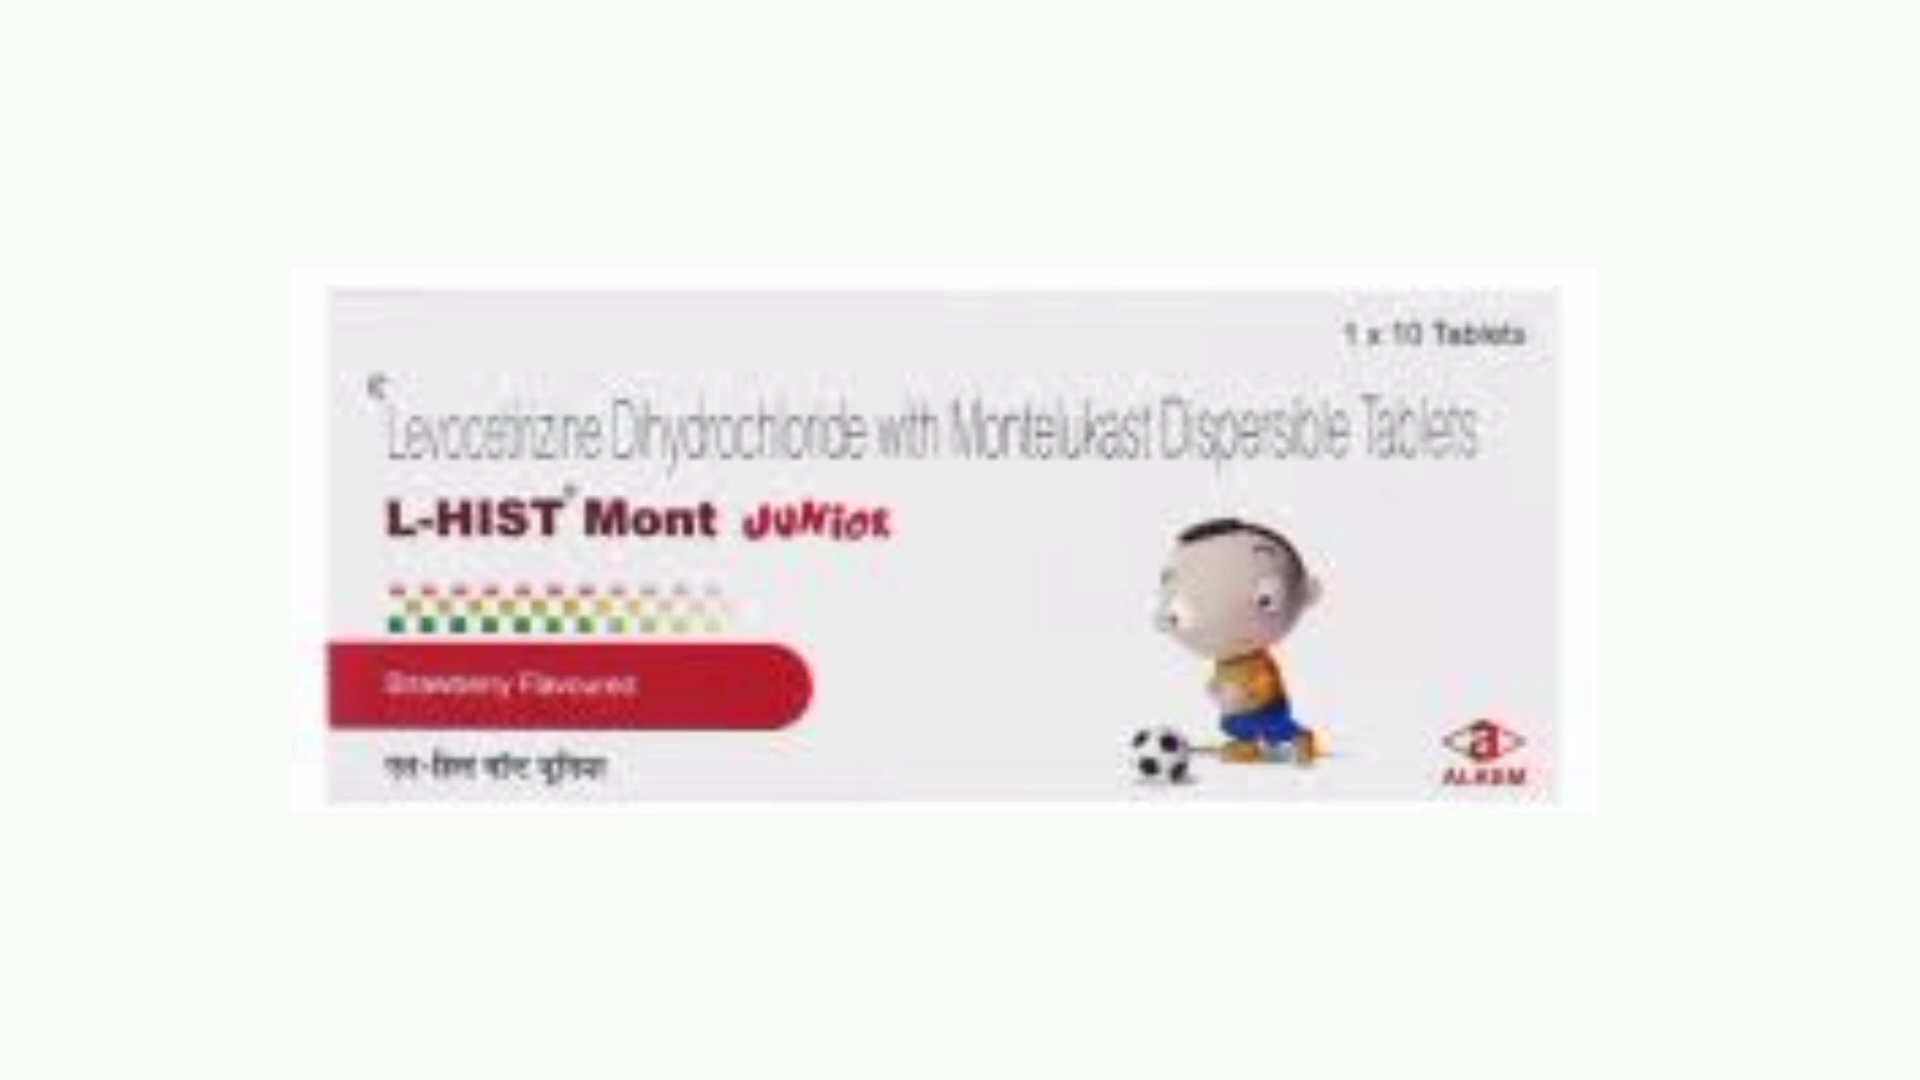 1 x 10 Tablets
Levocetirizine Dihydrochloride with Montelukast Dispersible Tablets
L-HIST® Mont JUNIOR
Strawberry Flavoured
एल-हिस्ट मॉन्ट जूनियर
a
ALKEM